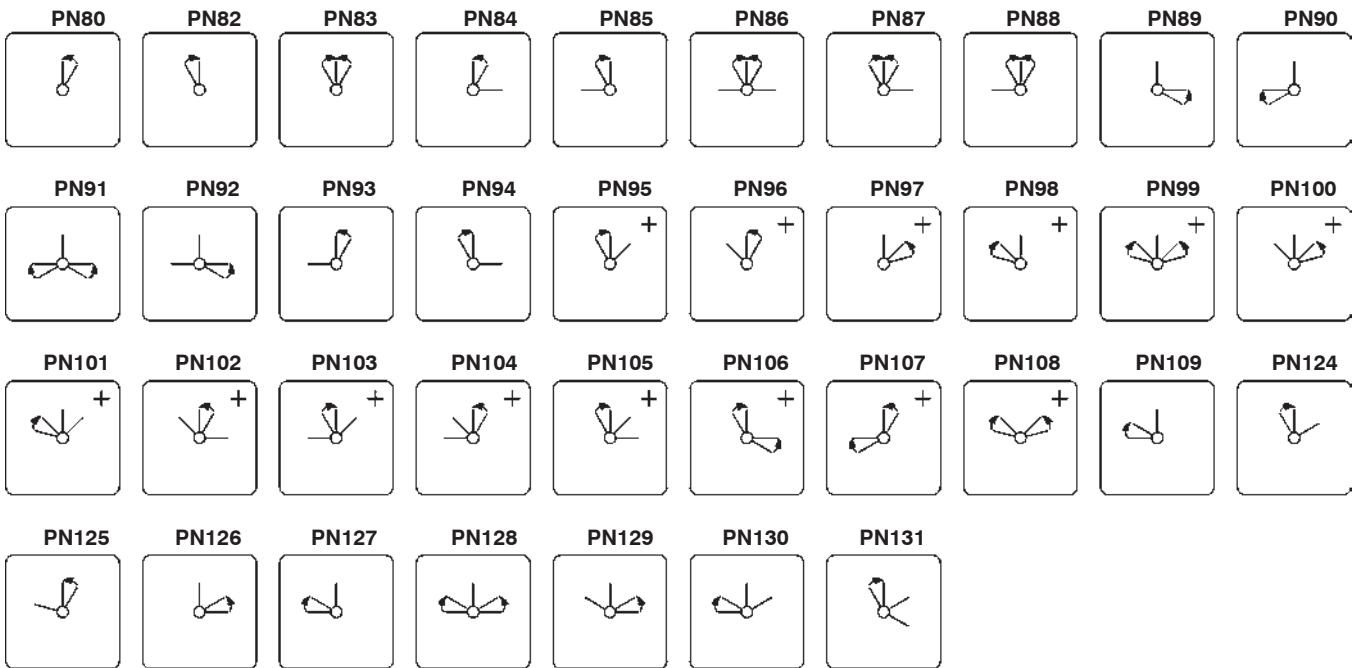 PN80 PN82 PN83 PN84 PN85 PN86 PN87 PN88 PN89 PN90
PN91 PN92 PN93 PN94 PN95 PN96 PN97 PN98 PN99 PN100
+ + + + + +
PN101 PN102 PN103 PN104 PN105 PN106 PN107 PN108 PN109 PN124
+ + + + + + + +
PN125 PN126 PN127 PN128 PN129 PN130 PN131